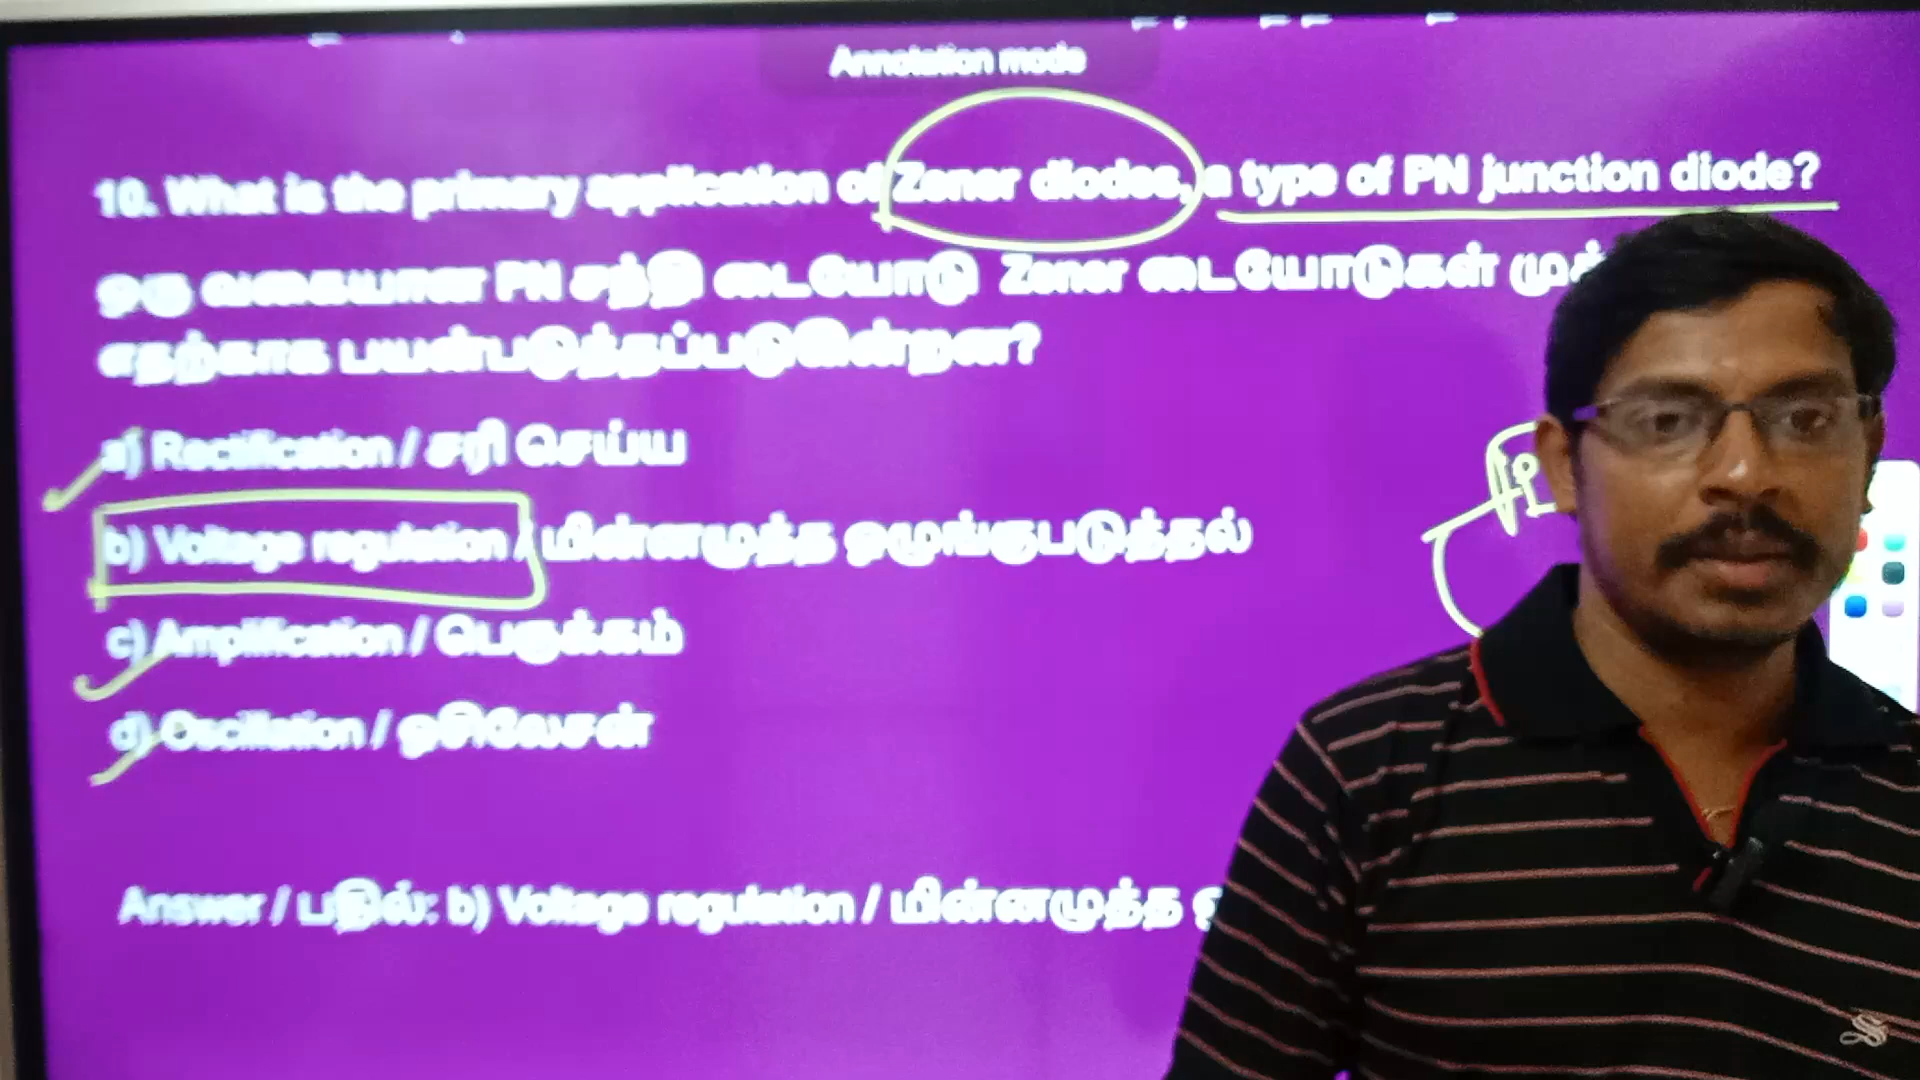 Annotation mode
10. What is the primary application of Zener diodes, a type of PN junction diode?
ஒரு வகையான PN சந்தி டையோடு Zener டையோடுகள்
எதற்காக பயன்படுத்தப்படுகின்றன?
a) Rectification / சரி செய்ய
b) Voltage regulation / மின்னழுத்த ஒழுங்குபடுத்தல்
c) Amplification / பெருக்கம்
d) Oscillation / ஒசிலேசன்
Answer / பதில்: b) Voltage regulation / மின்னழுத்த